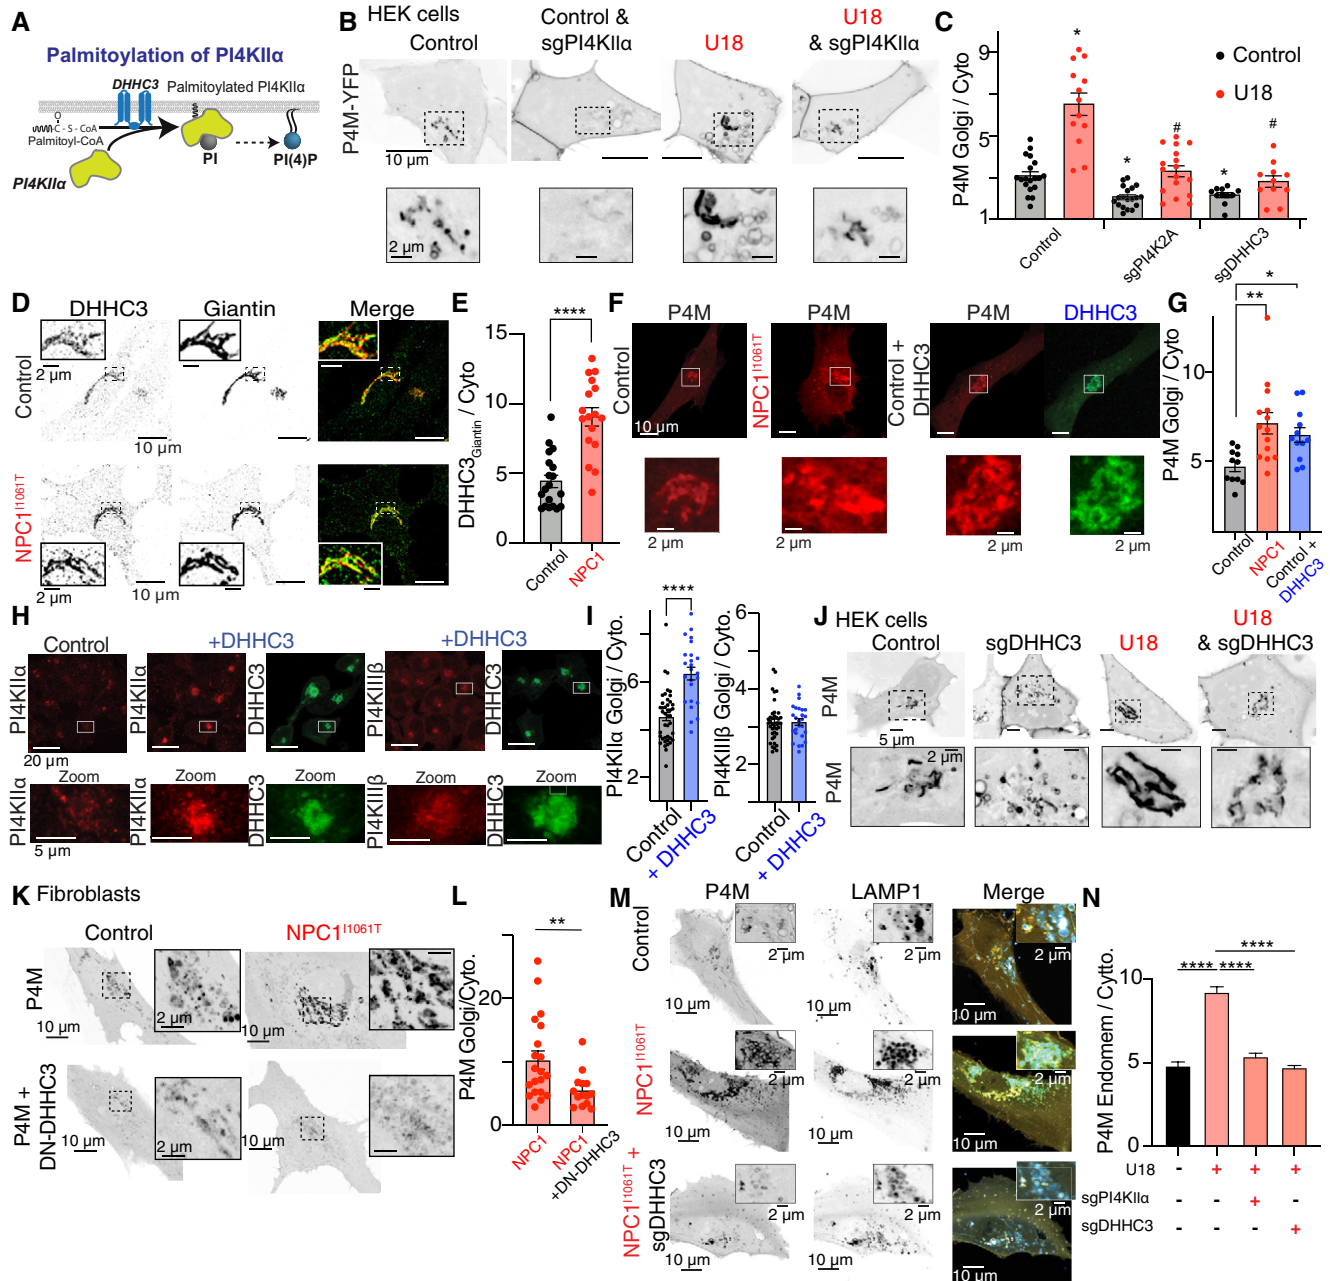 A
Palmitoylation of PI4KIIα
DHHC3
Palmitoylated PI4KIIα
O
C - S - CoA
Palmitoyl-CoA
PI4KIIα
PI
PI(4)P
B HEK cells
Control
Control &
sgPI4KIIα
U18
U18
& sgPI4KIIα
P4M-YFP
10 µm
2 µm
C
P4M Golgi / Cyto
9
5
1
*
*
#
*
#
Control
U18
Control
sgPI4K2A
sgDHHC3
D
DHHC3
Giantin
Merge
Control
2 µm
10 µm
NPC1I1061T
2 µm
10 µm
E
DHHC3Giantin / Cyto
15
10
5
0
****
Control
NPC1
F
P4M
P4M
P4M
DHHC3
Control
NPC1I1061T
Control +
DHHC3
10 µm
2 µm
2 µm
2 µm
2 µm
G
P4M Golgi / Cyto
10
5
*
**
Control
NPC1
Control +
DHHC3
H
Control
+DHHC3
+DHHC3
PI4KIIα
PI4KIIα
DHHC3
PI4KIIIβ
DHHC3
20 µm
Zoom
Zoom
Zoom
Zoom
PI4KIIα
PI4KIIα
DHHC3
PI4KIIIβ
DHHC3
5 µm
I
PI4KIIα Golgi / Cyto.
6
2
****
Control
+ DHHC3
PI4KIIIβ Golgi / Cyto.
6
4
2
Control
+ DHHC3
J HEK cells
Control
sgDHHC3
U18
U18
& sgDHHC3
P4M
5 µm
P4M
2 µm
K Fibroblasts
Control
NPC1I1061T
P4M
10 µm
2 µm
10 µm
P4M +
DN-DHHC3
10 µm
2 µm
10 µm
L
P4M Golgi/Cyto.
20
10
0
**
NPC1
NPC1
+DN-DHHC3
M
P4M
LAMP1
Merge
Control
2 µm
2 µm
2 µm
10 µm
10 µm
10 µm
NPC1I1061T
2 µm
2 µm
2 µm
10 µm
10 µm
10 µm
NPC1I1061T +
sgDHHC3
2 µm
2 µm
2 µm
10 µm
10 µm
10 µm
N
P4M Endomem / Cytto.
10
5
0
****
**** ****
U18 - + + +
sgPI4KIIα - - + -
sgDHHC3 - - - +